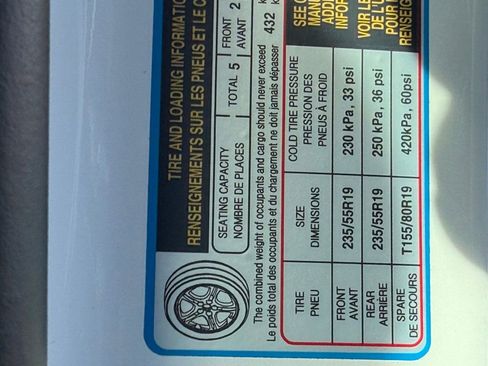 TIRE AND LOADING INFORMATION
RENSEIGNEMENTS SUR LES PNEUS ET LE
SEATING CAPACITY
NOMBRE DE PLACES
TOTAL 5
FRONT
AVANT
2
The combined weight of occupants and cargo should never exceed
Le poids total des occupants et du chargement ne doit jamais dépasser
432
TIRE
PNEU
SIZE
DIMENSIONS
COLD TIRE PRESSURE
PRESSION DES
PNEUS À FROID
FRONT
AVANT
235/55R19
230 kPa, 33 psi
REAR
ARRIÈRE
235/55R19
250 kPa, 36 psi
SPARE
DE SECOURS
T155/80R19
420kPa, 60psi